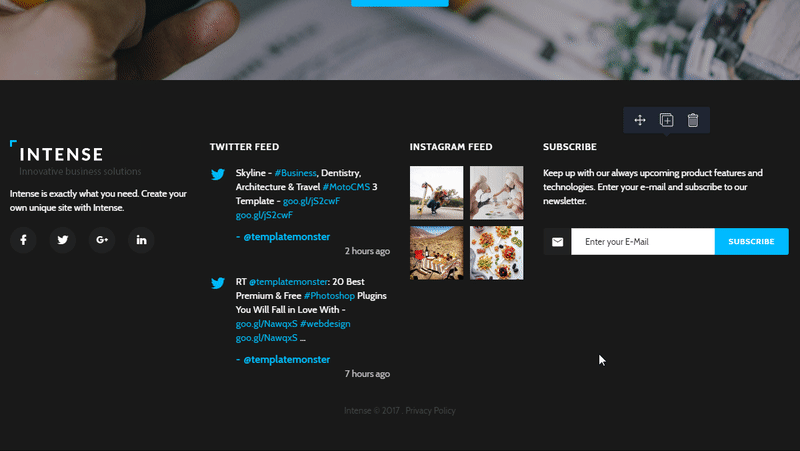 INTENSE
Innovative business solutions
Intense is exactly what you need. Create your
own unique site with Intense.
TWITTER FEED
Skyline - #Business, Dentistry,
Architecture & Travel #MotoCMS 3
Template - goo.gl/jS2cwF
goo.gl/jS2cwF
- @templatemonster
2 hours ago
RT @templatemonster: 20 Best
Premium & Free #Photoshop Plugins
You Will Fall in Love With -
goo.gl/NawqxS #webdesign
goo.gl/NawqxS ...
- @templatemonster
7 hours ago
INSTAGRAM FEED
SUBSCRIBE
Keep up with our always upcoming product features and
technologies. Enter your e-mail and subscribe to our
newsletter.
Enter your E-Mail
SUBSCRIBE
Intense © 2017 . Privacy Policy